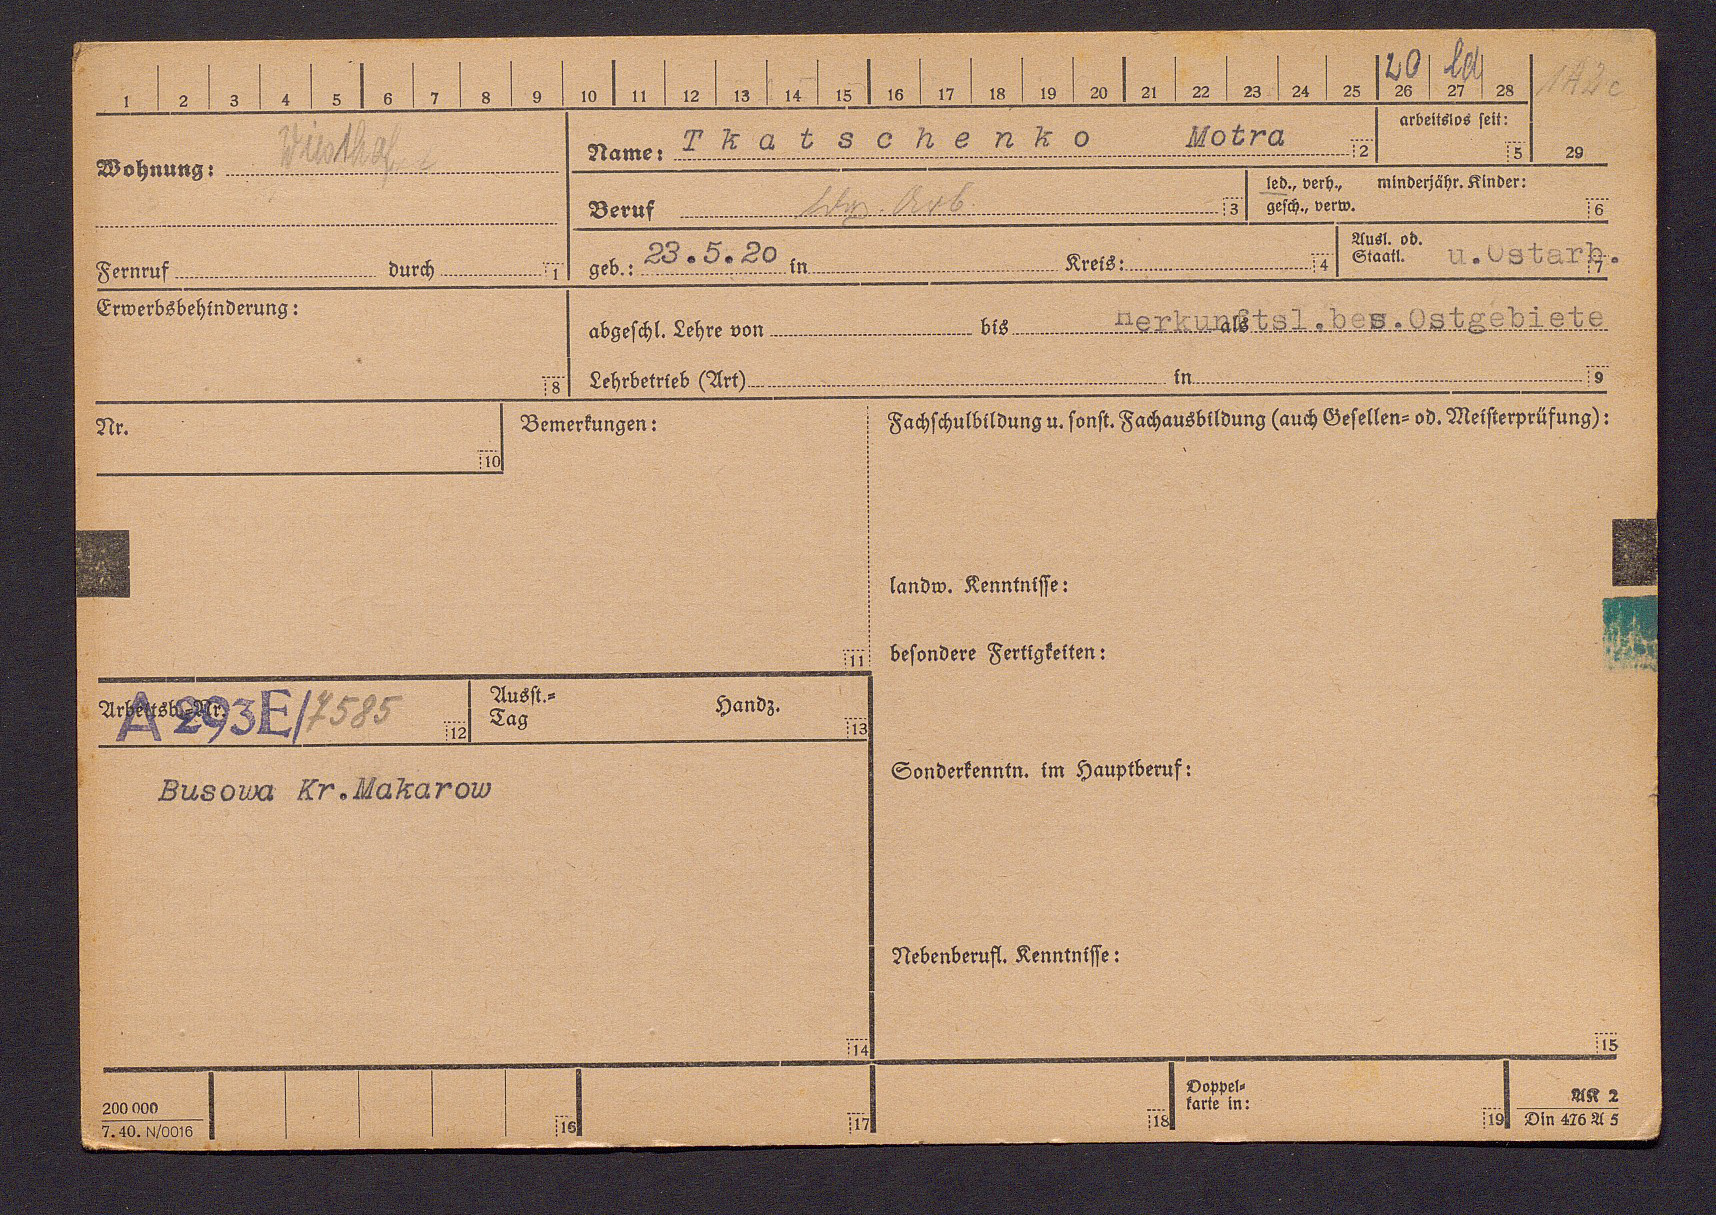 20 ld
1 2 3 4 5 6 7 8 9 10 11 12 13 14 15 16 17 18 19 20 21 22 23 24 25 26 27 28
Wohnung:
Name: Tkatschenko Motra 2
arbeitslos seit: 5
29
Beruf 3
led., verh., minderjähr. Kinder:
gesch., verw. 6
Fernruf durch 1
geb.: 23.5.20 in Kreis: 4
Ausl. od.
Staatl. u.Ostarb. 7
Erwerbsbehinderung: 8
Herkunftsl.bes.Ostgebiete
abgeschl. Lehre von bis als
Lehrbetrieb (Art) in 9
Nr. 10
Bemerkungen: 11
Fachschulbildung u. sonst. Fachausbildung (auch Gesellen= od. Meisterprüfung):
landw. Kenntnisse:
besondere Fertigkeiten:
Arbeitsb.=Nr. A 293E/7585 12
Ausst.=
Tag Handz. 13
Busowa Kr.Makarow
Sonderkenntn. im Hauptberuf:
Nebenberufl. Kenntnisse:
14
15
200 000
7. 40. N/0016
16 17 18
Doppel=
karte in: 19
AK 2
Din 476 A 5